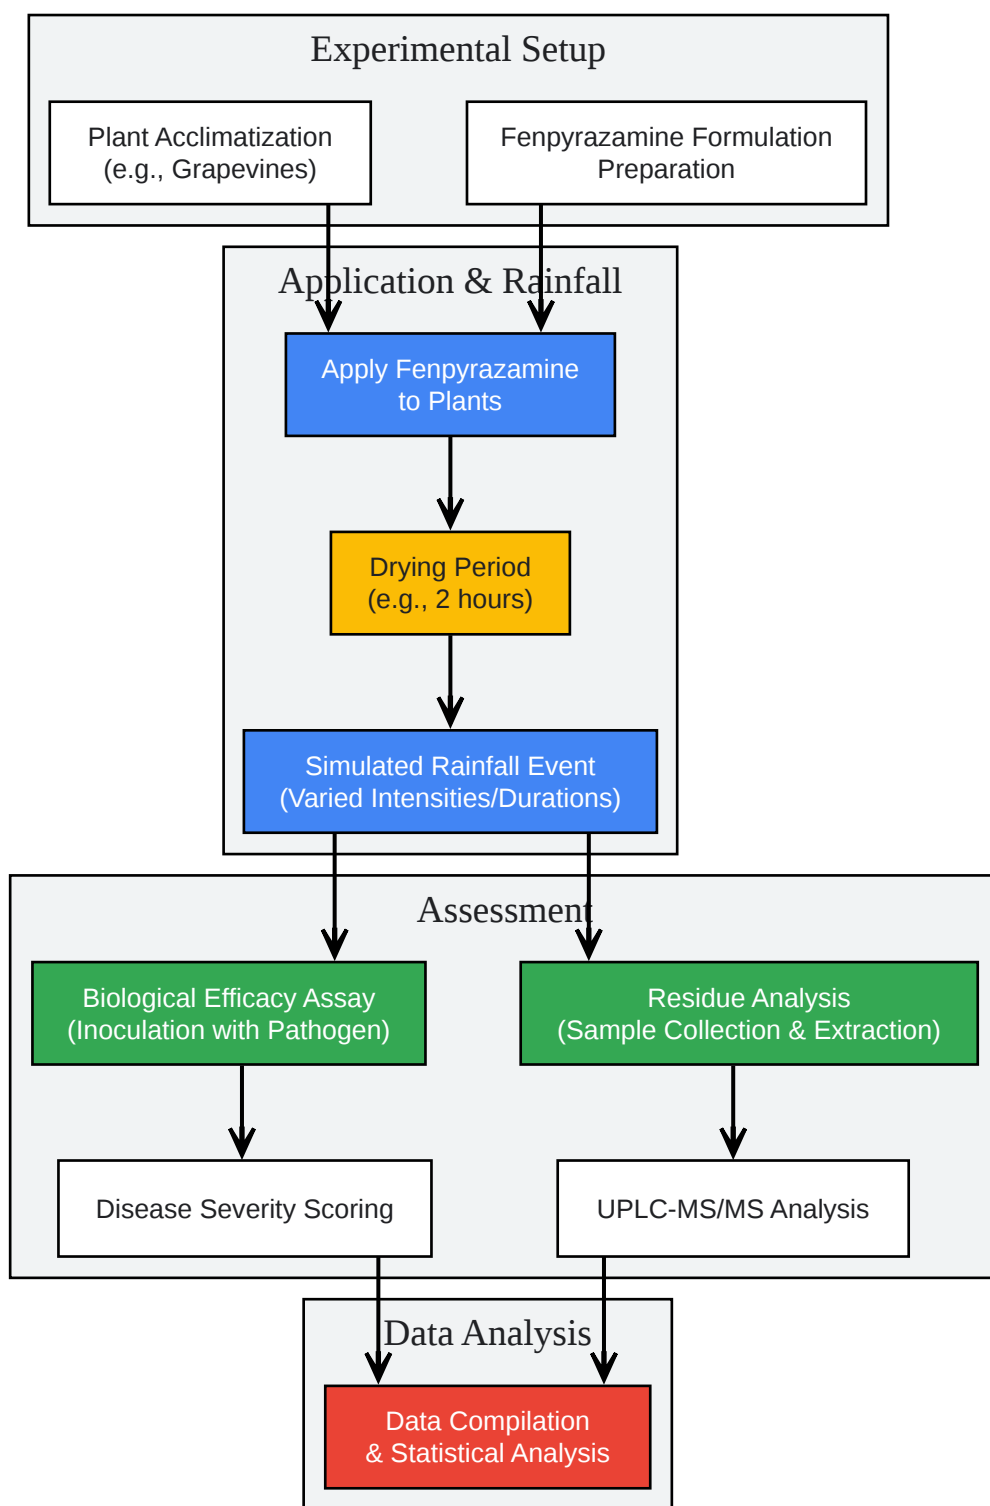 Experimental Setup
Plant Acclimatization
(e.g., Grapevines)
Fenpyrazamine Formulation
Preparation
Application & Rainfall
Apply Fenpyrazamine
to Plants
Drying Period
(e.g., 2 hours)
Simulated Rainfall Event
(Varied Intensities/Durations)
Assessment
Biological Efficacy Assay
(Inoculation with Pathogen)
Residue Analysis
(Sample Collection & Extraction)
Disease Severity Scoring
UPLC-MS/MS Analysis
Data Analysis
Data Compilation
& Statistical Analysis